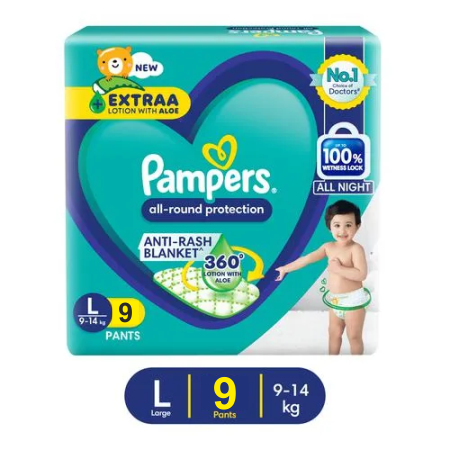 Pampers®
NEW
EXTRAA
LOTION WITH ALOE
No.1
Choice of
Doctors*
UP TO
100%
WETNESS LOCK
ALL NIGHT
Pampers®
all-round protection
ANTI-RASH
BLANKET^
360°
LOTION WITH
ALOE
L
9-14 kg
9
PANTS
L
Large
9
Pants
9-14
kg